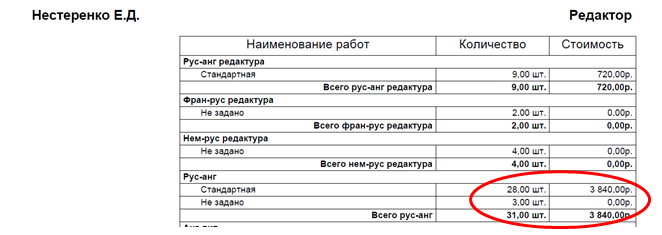 Нестеренко Е.Д. Редактор
Наименование работ Количество Стоимость
Рус-анг редактура
Стандартная 9,00 шт. 720,00р.
Всего рус-анг редактура 9,00 шт. 720,00р.
Фран-рус редактура
Не задано 2,00 шт. 0,00р.
Всего фран-рус редактура 2,00 шт. 0,00р.
Нем-рус редактура
Не задано 4,00 шт. 0,00р.
Всего нем-рус редактура 4,00 шт. 0,00р.
Рус-анг
Стандартная 28,00 шт. 3 840,00р.
Не задано 3,00 шт. 0,00р.
Всего рус-анг 31,00 шт. 3 840,00р.